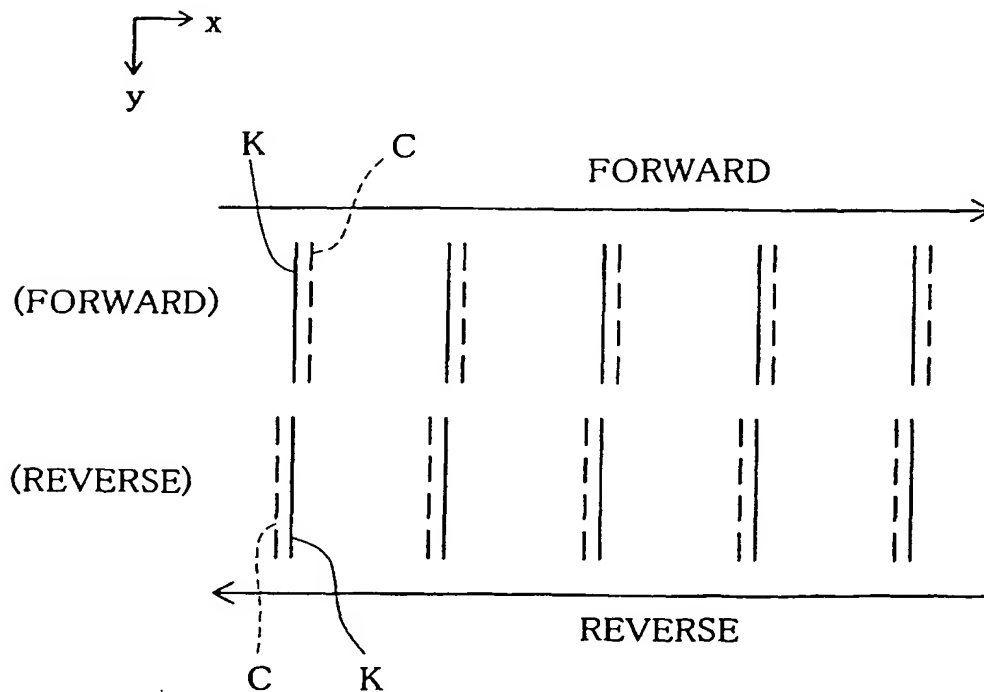 x
y
K C
FORWARD
(FORWARD)
(REVERSE)
REVERSE
C K